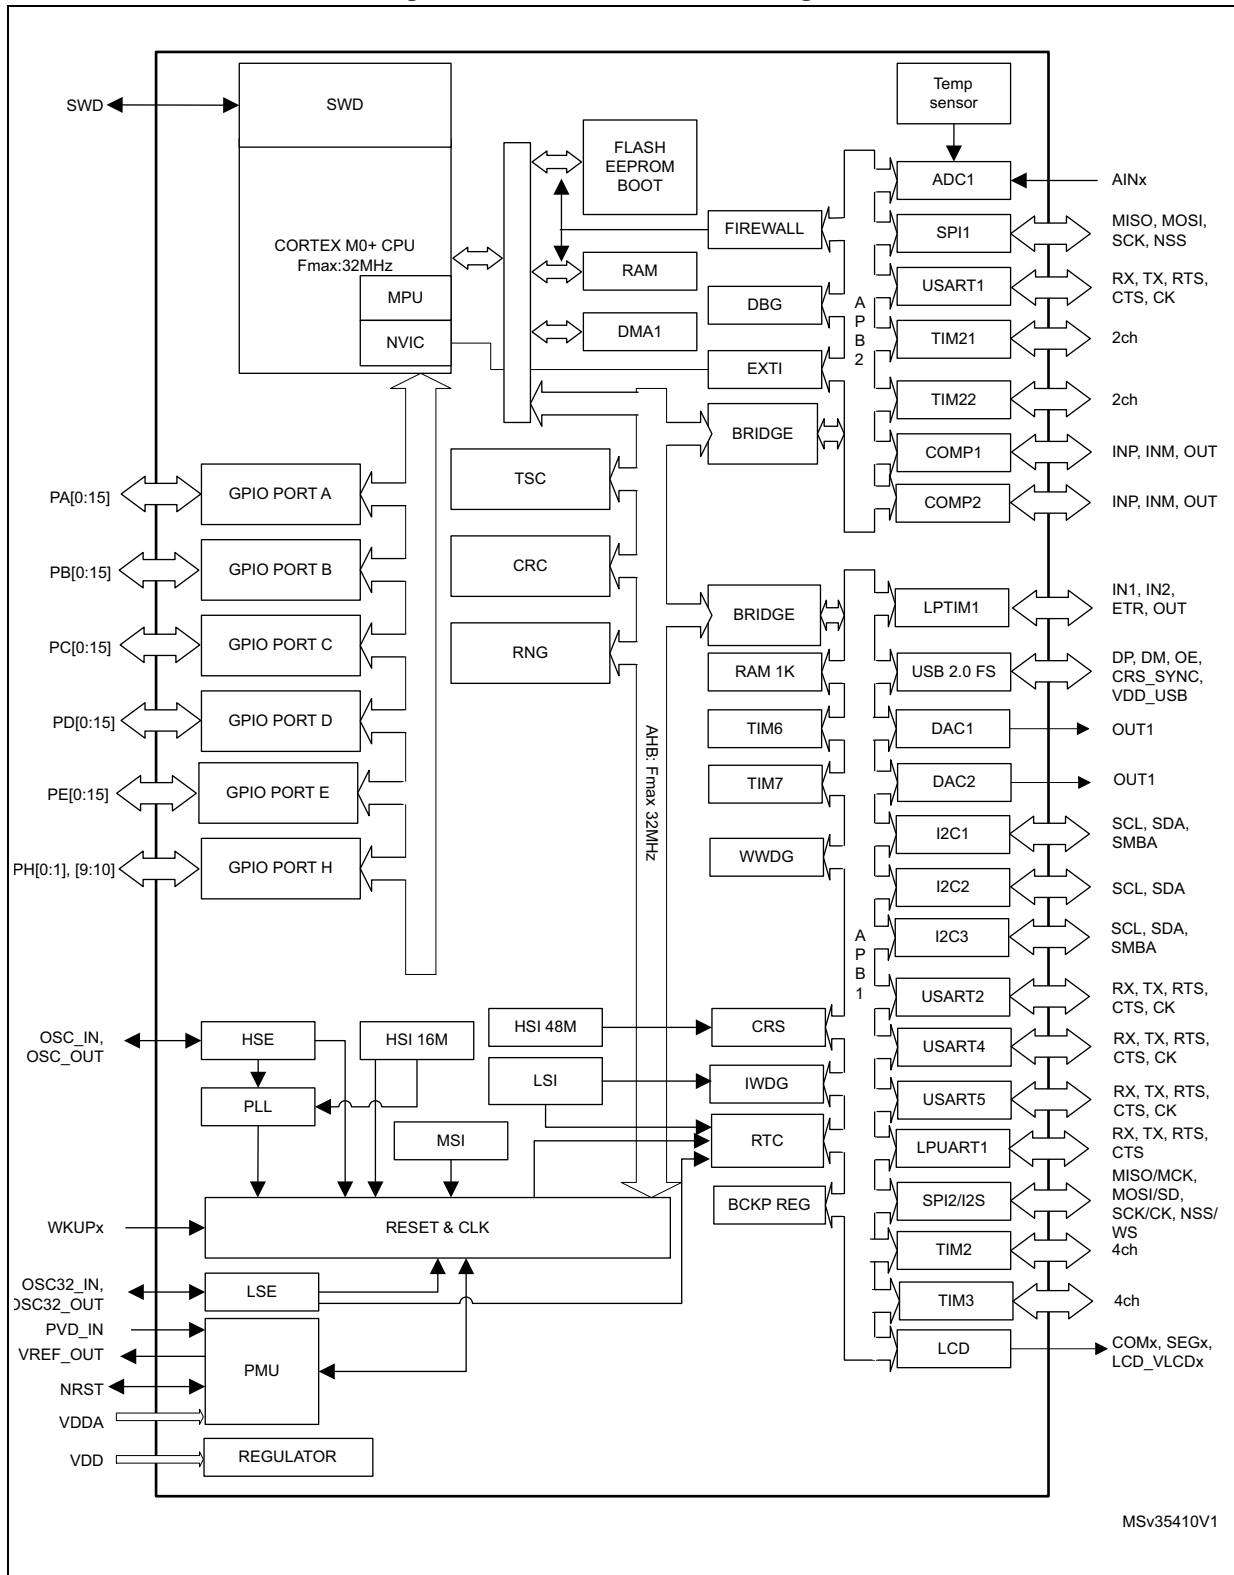 SWD
SWD
CORTEX M0+ CPU
Fmax:32MHz
MPU
NVIC
FLASH
EEPROM
BOOT
RAM
DMA1
FIREWALL
DBG
EXTI
BRIDGE
Temp
sensor
ADC1
AINx
SPI1
MISO, MOSI,
SCK, NSS
USART1
RX, TX, RTS,
CTS, CK
TIM21
2ch
TIM22
2ch
COMP1
INP, INM, OUT
COMP2
INP, INM, OUT
A
P
B
2
PA[0:15]
GPIO PORT A
PB[0:15]
GPIO PORT B
PC[0:15]
GPIO PORT C
PD[0:15]
GPIO PORT D
PE[0:15]
GPIO PORT E
PH[0:1], [9:10]
GPIO PORT H
TSC
CRC
RNG
AHB: Fmax 32MHz
BRIDGE
RAM 1K
TIM6
TIM7
WWDG
A
P
B
1
LPTIM1
IN1, IN2,
ETR, OUT
USB 2.0 FS
DP, DM, OE,
CRS_SYNC,
VDD_USB
DAC1
OUT1
DAC2
OUT1
I2C1
SCL, SDA,
SMBA
I2C2
SCL, SDA
I2C3
SCL, SDA,
SMBA
USART2
RX, TX, RTS,
CTS, CK
USART4
RX, TX, RTS,
CTS, CK
USART5
RX, TX, RTS,
CTS, CK
LPUART1
RX, TX, RTS,
CTS
SPI2/I2S
MISO/MCK,
MOSI/SD,
SCK/CK, NSS/
WS
TIM2
4ch
TIM3
4ch
LCD
COMx, SEGx,
LCD_VLCDx
OSC_IN,
OSC_OUT
HSE
HSI 16M
PLL
MSI
HSI 48M
CRS
LSI
IWDG
RTC
BCKP REG
WKUPx
RESET & CLK
OSC32_IN,
OSC32_OUT
LSE
PVD_IN
VREF_OUT
NRST
VDDA
PMU
VDD
REGULATOR
MSv35410V1